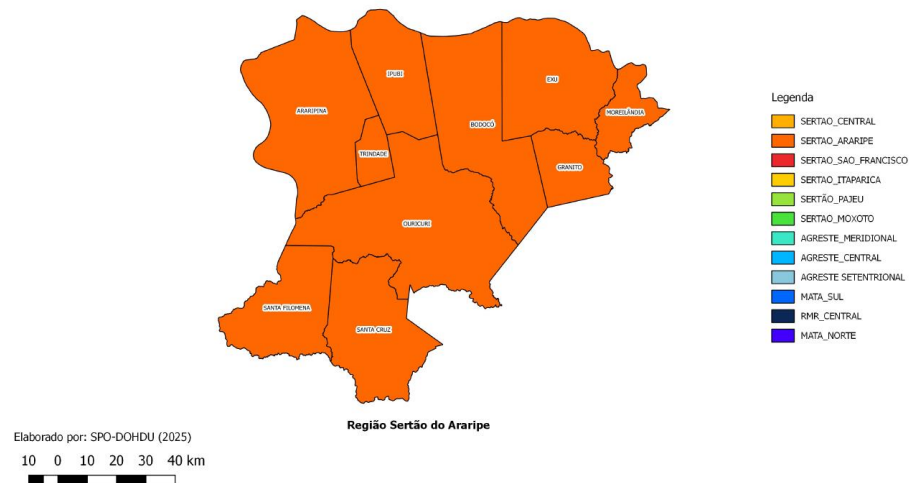 IPUBI
EXU
ARARIPINA
MOREILÂNDIA
BODOCÓ
TRINDADE
GRANITO
OURICURI
SANTA FILOMENA
SANTA CRUZ
Região Sertão do Araripe
Legenda
SERTAO_CENTRAL
SERTAO_ARARIPE
SERTAO_SAO_FRANCISCO
SERTAO_ITAPARICA
SERTÃO_PAJEU
SERTAO_MOXOTO
AGRESTE_MERIDIONAL
AGRESTE_CENTRAL
AGRESTE SETENTRIONAL
MATA_SUL
RMR_CENTRAL
MATA_NORTE
Elaborado por: SPO-DOHDU (2025)
10 0 10 20 30 40 km